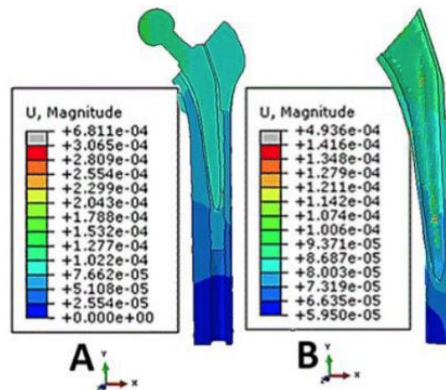 U, Magnitude
+6.811e-04
+3.065e-04
+2.809e-04
+2.554e-04
+2.299e-04
+2.043e-04
+1.788e-04
+1.532e-04
+1.277e-04
+1.022e-04
+7.662e-05
+5.108e-05
+2.554e-05
+0.000e+00
A
Y
X
Z
U, Magnitude
+4.936e-04
+1.416e-04
+1.348e-04
+1.279e-04
+1.211e-04
+1.142e-04
+1.074e-04
+1.006e-04
+9.371e-05
+8.687e-05
+8.003e-05
+7.319e-05
+6.635e-05
+5.950e-05
B
Y
X
Z